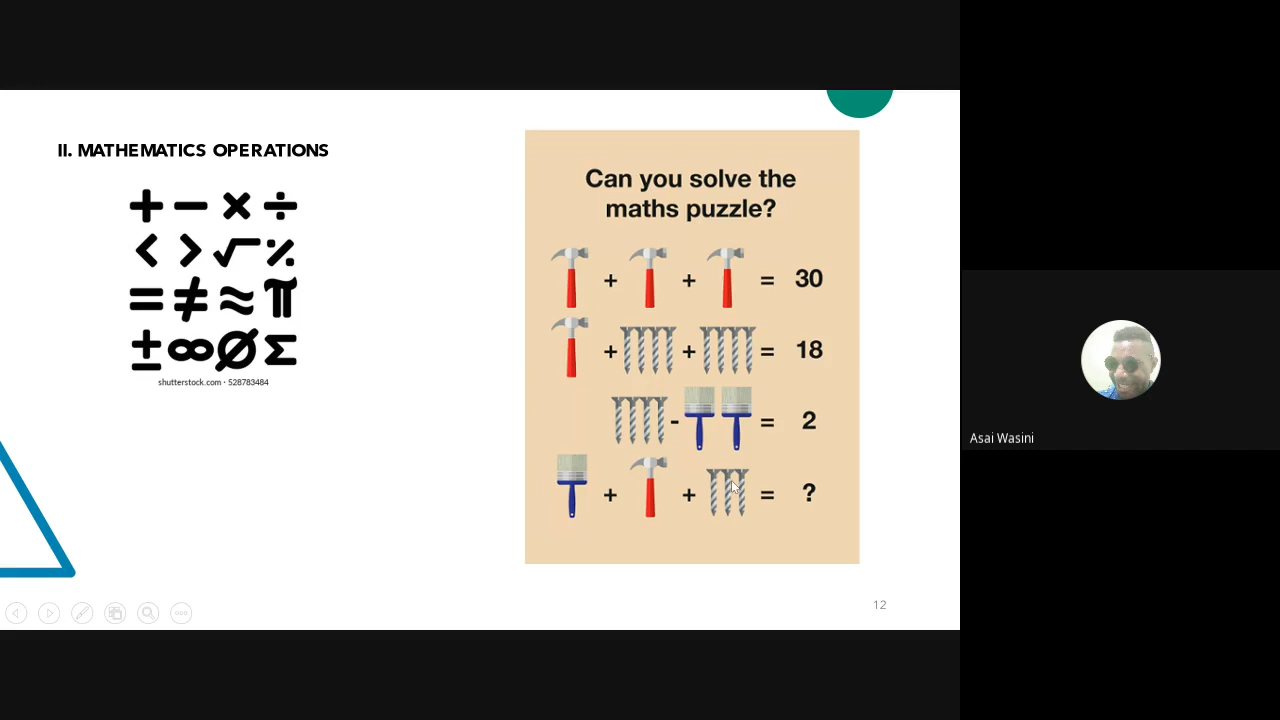 II. MATHEMATICS OPERATIONS
+ − × ÷
< > √ ٪
= ≠ ≈ π
± ∞ Ø Σ
shutterstock.com · 528783484
Can you solve the
maths puzzle?
+ + = 30
+ + = 18
- = 2
+ + = ?
12
Asai Wasini